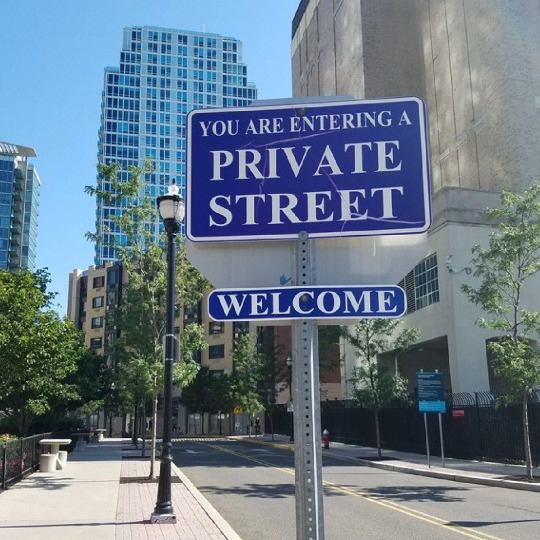 YOU ARE ENTERING A
PRIVATE
STREET
WELCOME